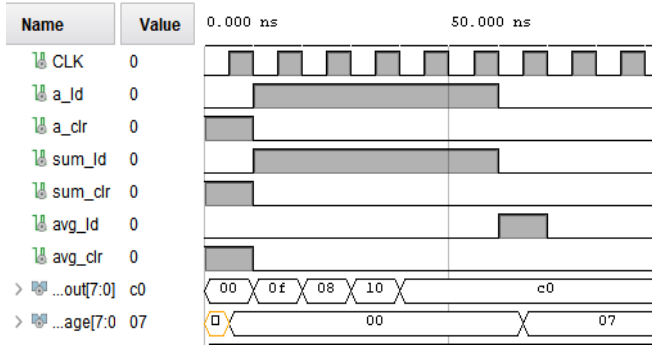 Name Value 0.000 ns 50.000 ns
CLK 0
a_ld 0
a_clr 0
sum_ld 0
sum_clr 0
avg_ld 0
avg_clr 0
...out[7:0] c0 00 0f 08 10 c0
...age[7:0 07 00 07